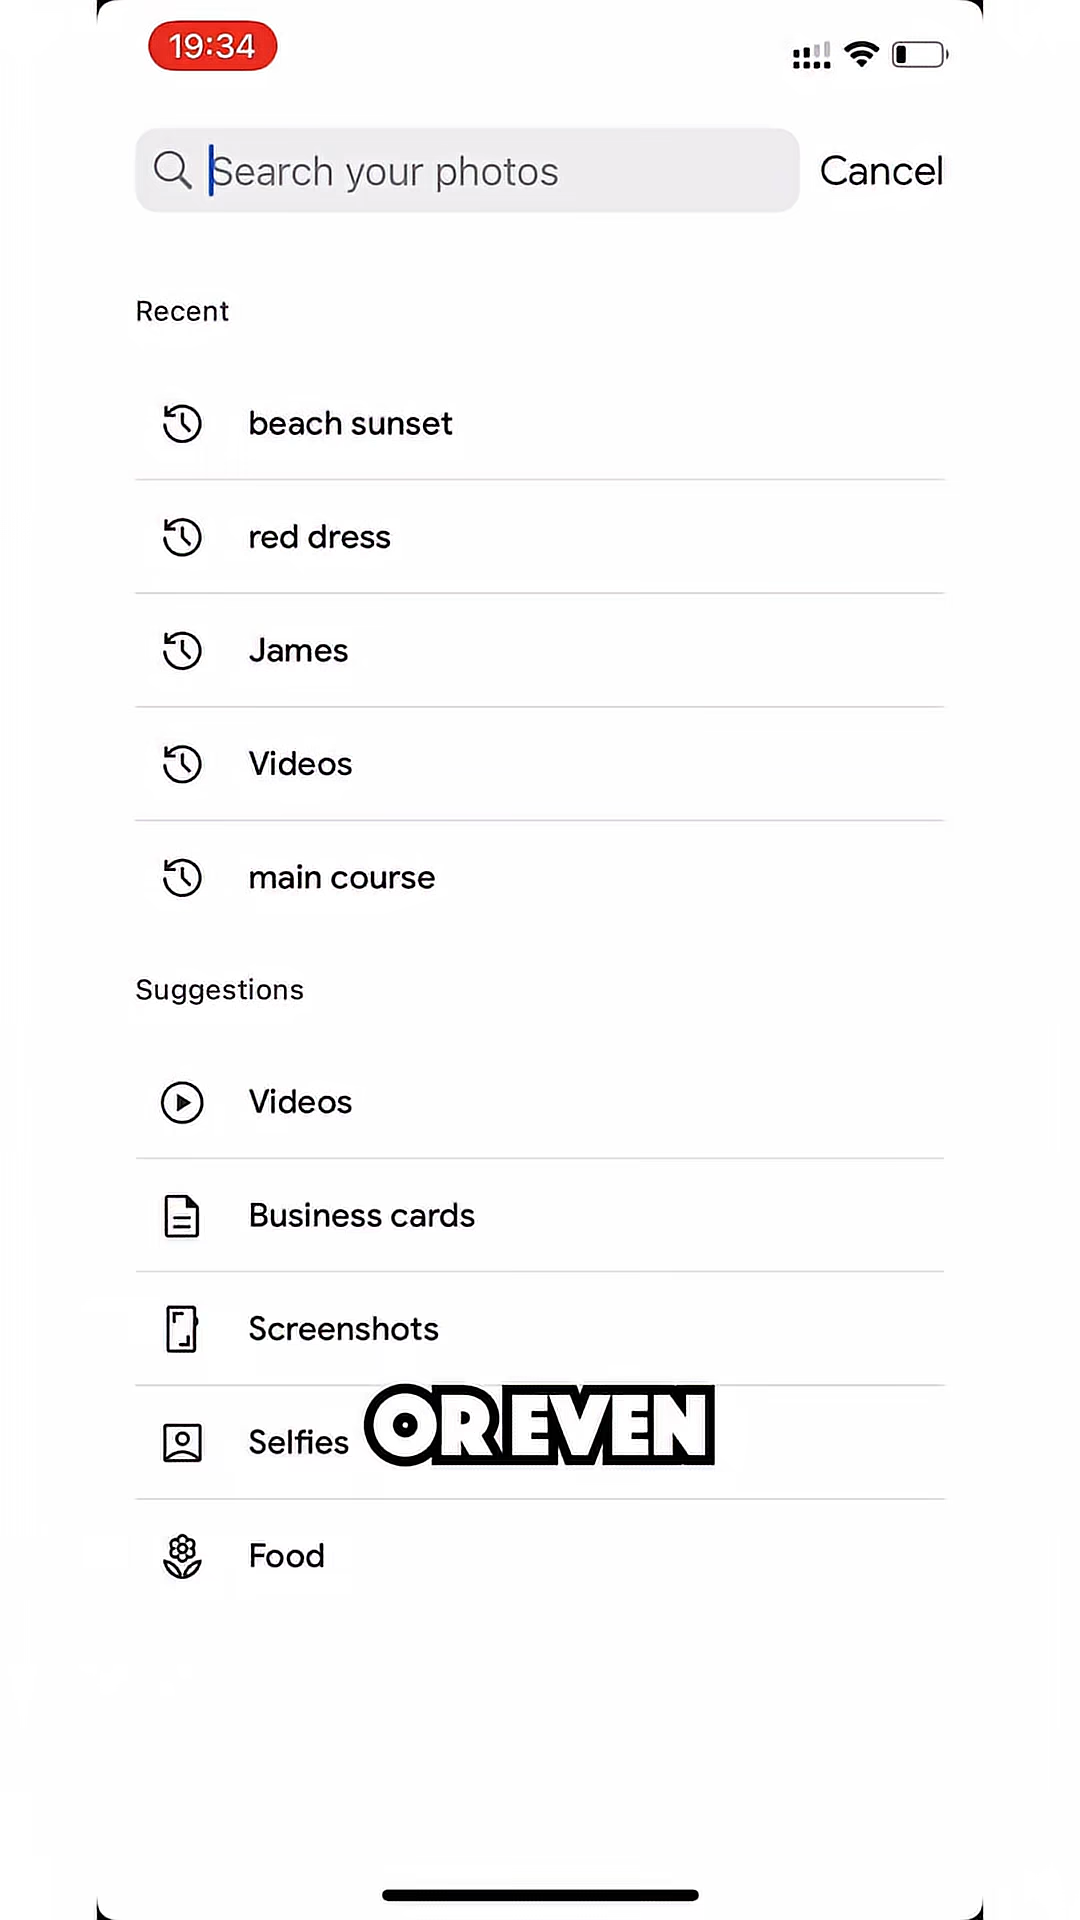 19:34
Search your photos
Cancel
Recent
beach sunset
red dress
James
Videos
main course
Suggestions
Videos
Business cards
Screenshots
Selfies
OR EVEN
Food